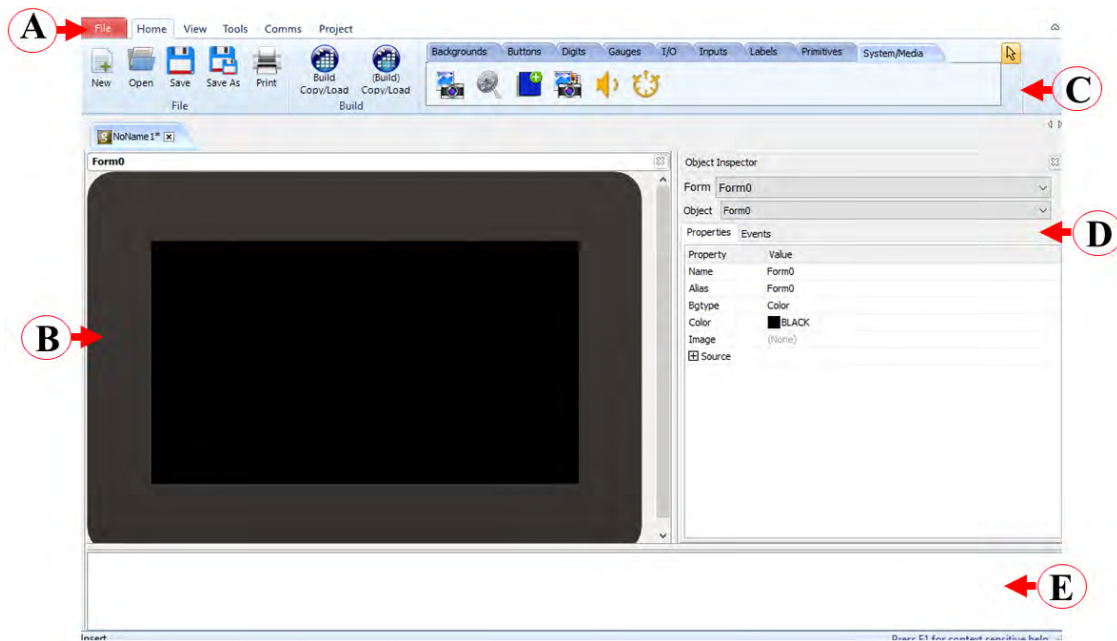 A
File Home View Tools Comms Project
New Open Save Save As Print
Build Copy/Load
(Build) Copy/Load
File
Build
Backgrounds Buttons Digits Gauges I/O Inputs Labels Primitives System/Media
C
NoName1*
Form0
Object Inspector
Form Form0
Object Form0
Properties Events
D
Property Value
Name Form0
Alias Form0
Bgtype Color
Color BLACK
Image (None)
Source
B
E
Insert
Press F1 for context sensitive help